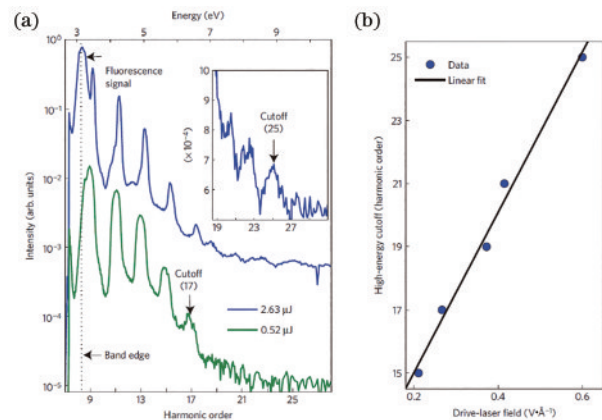 (a)
Energy (eV)
3 5 7 9
Fluorescence
signal
Cutoff
(25)
(× 10⁻⁴)
10
9
8
7
6
19 23 27
Intensity (arb. units)
10⁰
10⁻¹
10⁻²
10⁻³
10⁻⁴
10⁻⁵
Cutoff
(17)
2.63 μJ
0.52 μJ
Band edge
9 13 17 21 25
Harmonic order
(b)
Data
Linear fit
High-energy cutoff (harmonic order)
25
23
21
19
17
15
0.2 0.4 0.6
Drive-laser field (V•Å⁻¹)